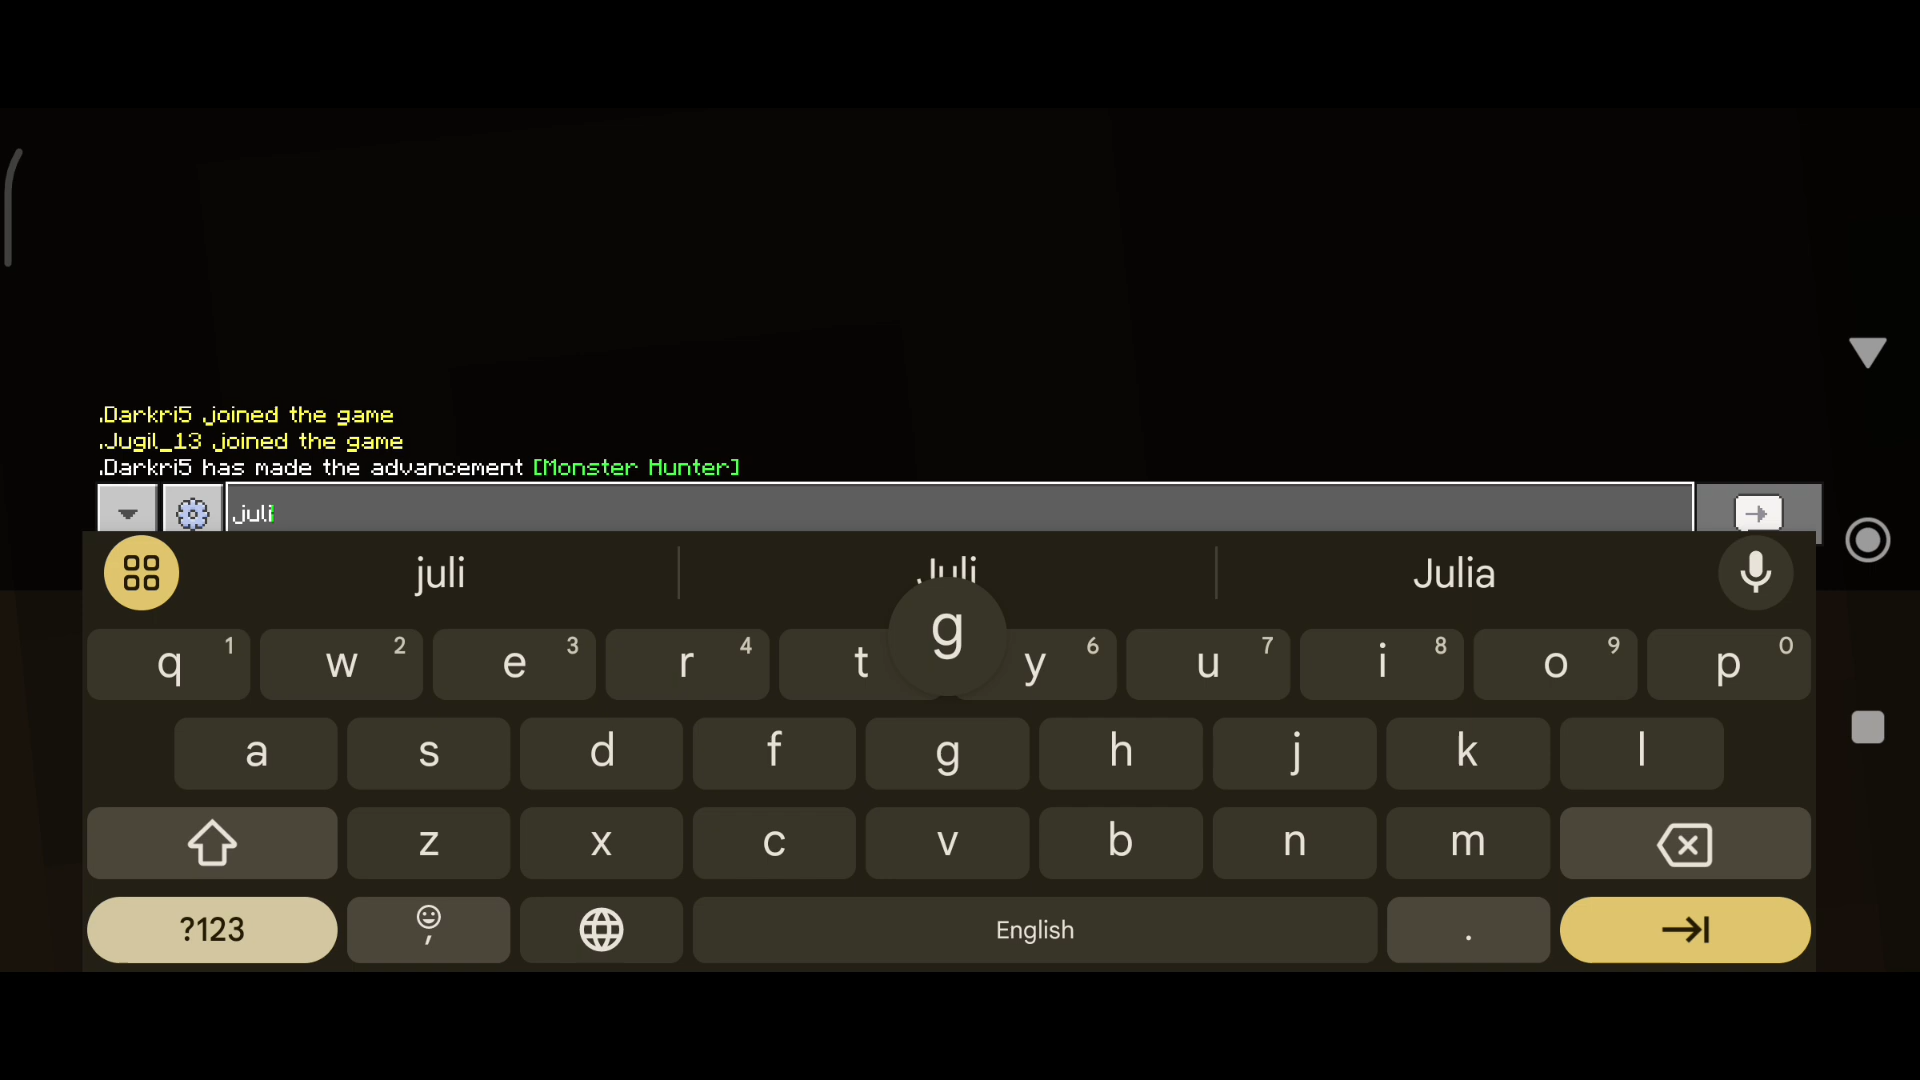 .Darkri5 joined the game
.Jugil_13 joined the game
.Darkri5 has made the advancement [Monster Hunter]
juli
juli Juli Julia
g
q 1 w 2 e 3 r 4 t y 6 u 7 i 8 o 9 p 0
a s d f g h j k l
z x c v b n m
?123 , English .